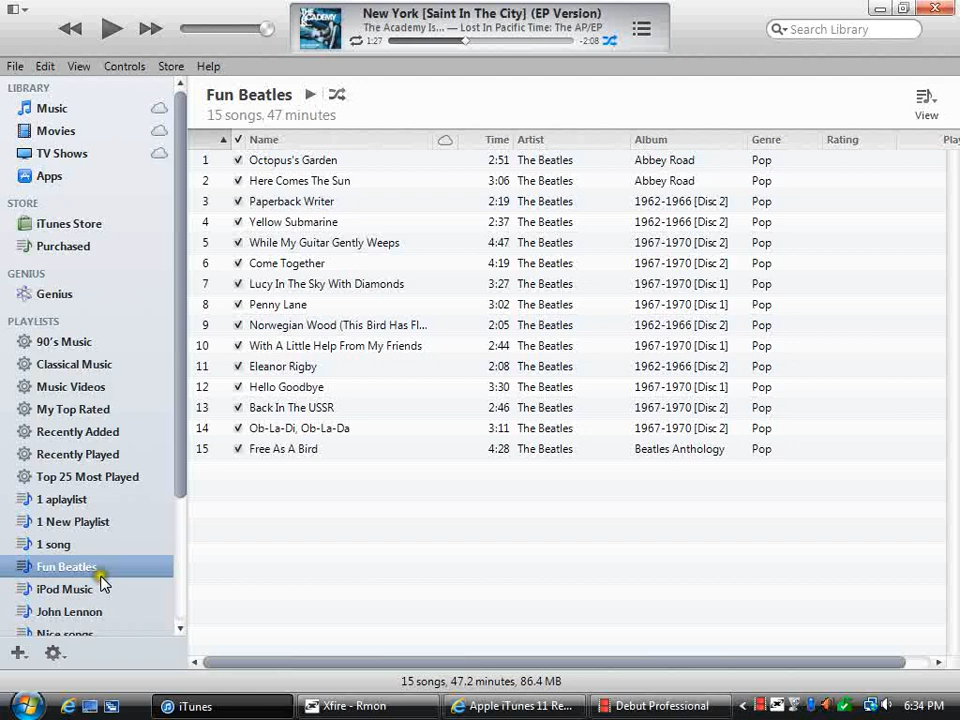 New York [Saint In The City] (EP Version)
The Academy Is... — Lost In Pacific Time: The AP/EP
1:27
-2:08
Search Library
File Edit View Controls Store Help
LIBRARY
Music
Movies
TV Shows
Apps
STORE
iTunes Store
Purchased
GENIUS
Genius
PLAYLISTS
90's Music
Classical Music
Music Videos
My Top Rated
Recently Added
Recently Played
Top 25 Most Played
1 aplaylist
1 New Playlist
1 song
Fun Beatles
iPod Music
John Lennon
Nice songs
Fun Beatles
15 songs, 47 minutes
View
Name Time Artist Album Genre Rating Play
1 Octopus's Garden 2:51 The Beatles Abbey Road Pop
2 Here Comes The Sun 3:06 The Beatles Abbey Road Pop
3 Paperback Writer 2:19 The Beatles 1962-1966 [Disc 2] Pop
4 Yellow Submarine 2:37 The Beatles 1962-1966 [Disc 2] Pop
5 While My Guitar Gently Weeps 4:47 The Beatles 1967-1970 [Disc 2] Pop
6 Come Together 4:19 The Beatles 1967-1970 [Disc 2] Pop
7 Lucy In The Sky With Diamonds 3:27 The Beatles 1967-1970 [Disc 1] Pop
8 Penny Lane 3:02 The Beatles 1967-1970 [Disc 1] Pop
9 Norwegian Wood (This Bird Has Fl... 2:05 The Beatles 1962-1966 [Disc 2] Pop
10 With A Little Help From My Friends 2:44 The Beatles 1967-1970 [Disc 1] Pop
11 Eleanor Rigby 2:08 The Beatles 1962-1966 [Disc 2] Pop
12 Hello Goodbye 3:30 The Beatles 1967-1970 [Disc 1] Pop
13 Back In The USSR 2:46 The Beatles 1967-1970 [Disc 2] Pop
14 Ob-La-Di, Ob-La-Da 3:11 The Beatles 1967-1970 [Disc 2] Pop
15 Free As A Bird 4:28 The Beatles Beatles Anthology Pop
15 songs, 47.2 minutes, 86.4 MB
iTunes
Xfire - Rmon
Apple iTunes 11 Re...
Debut Professional
6:34 PM